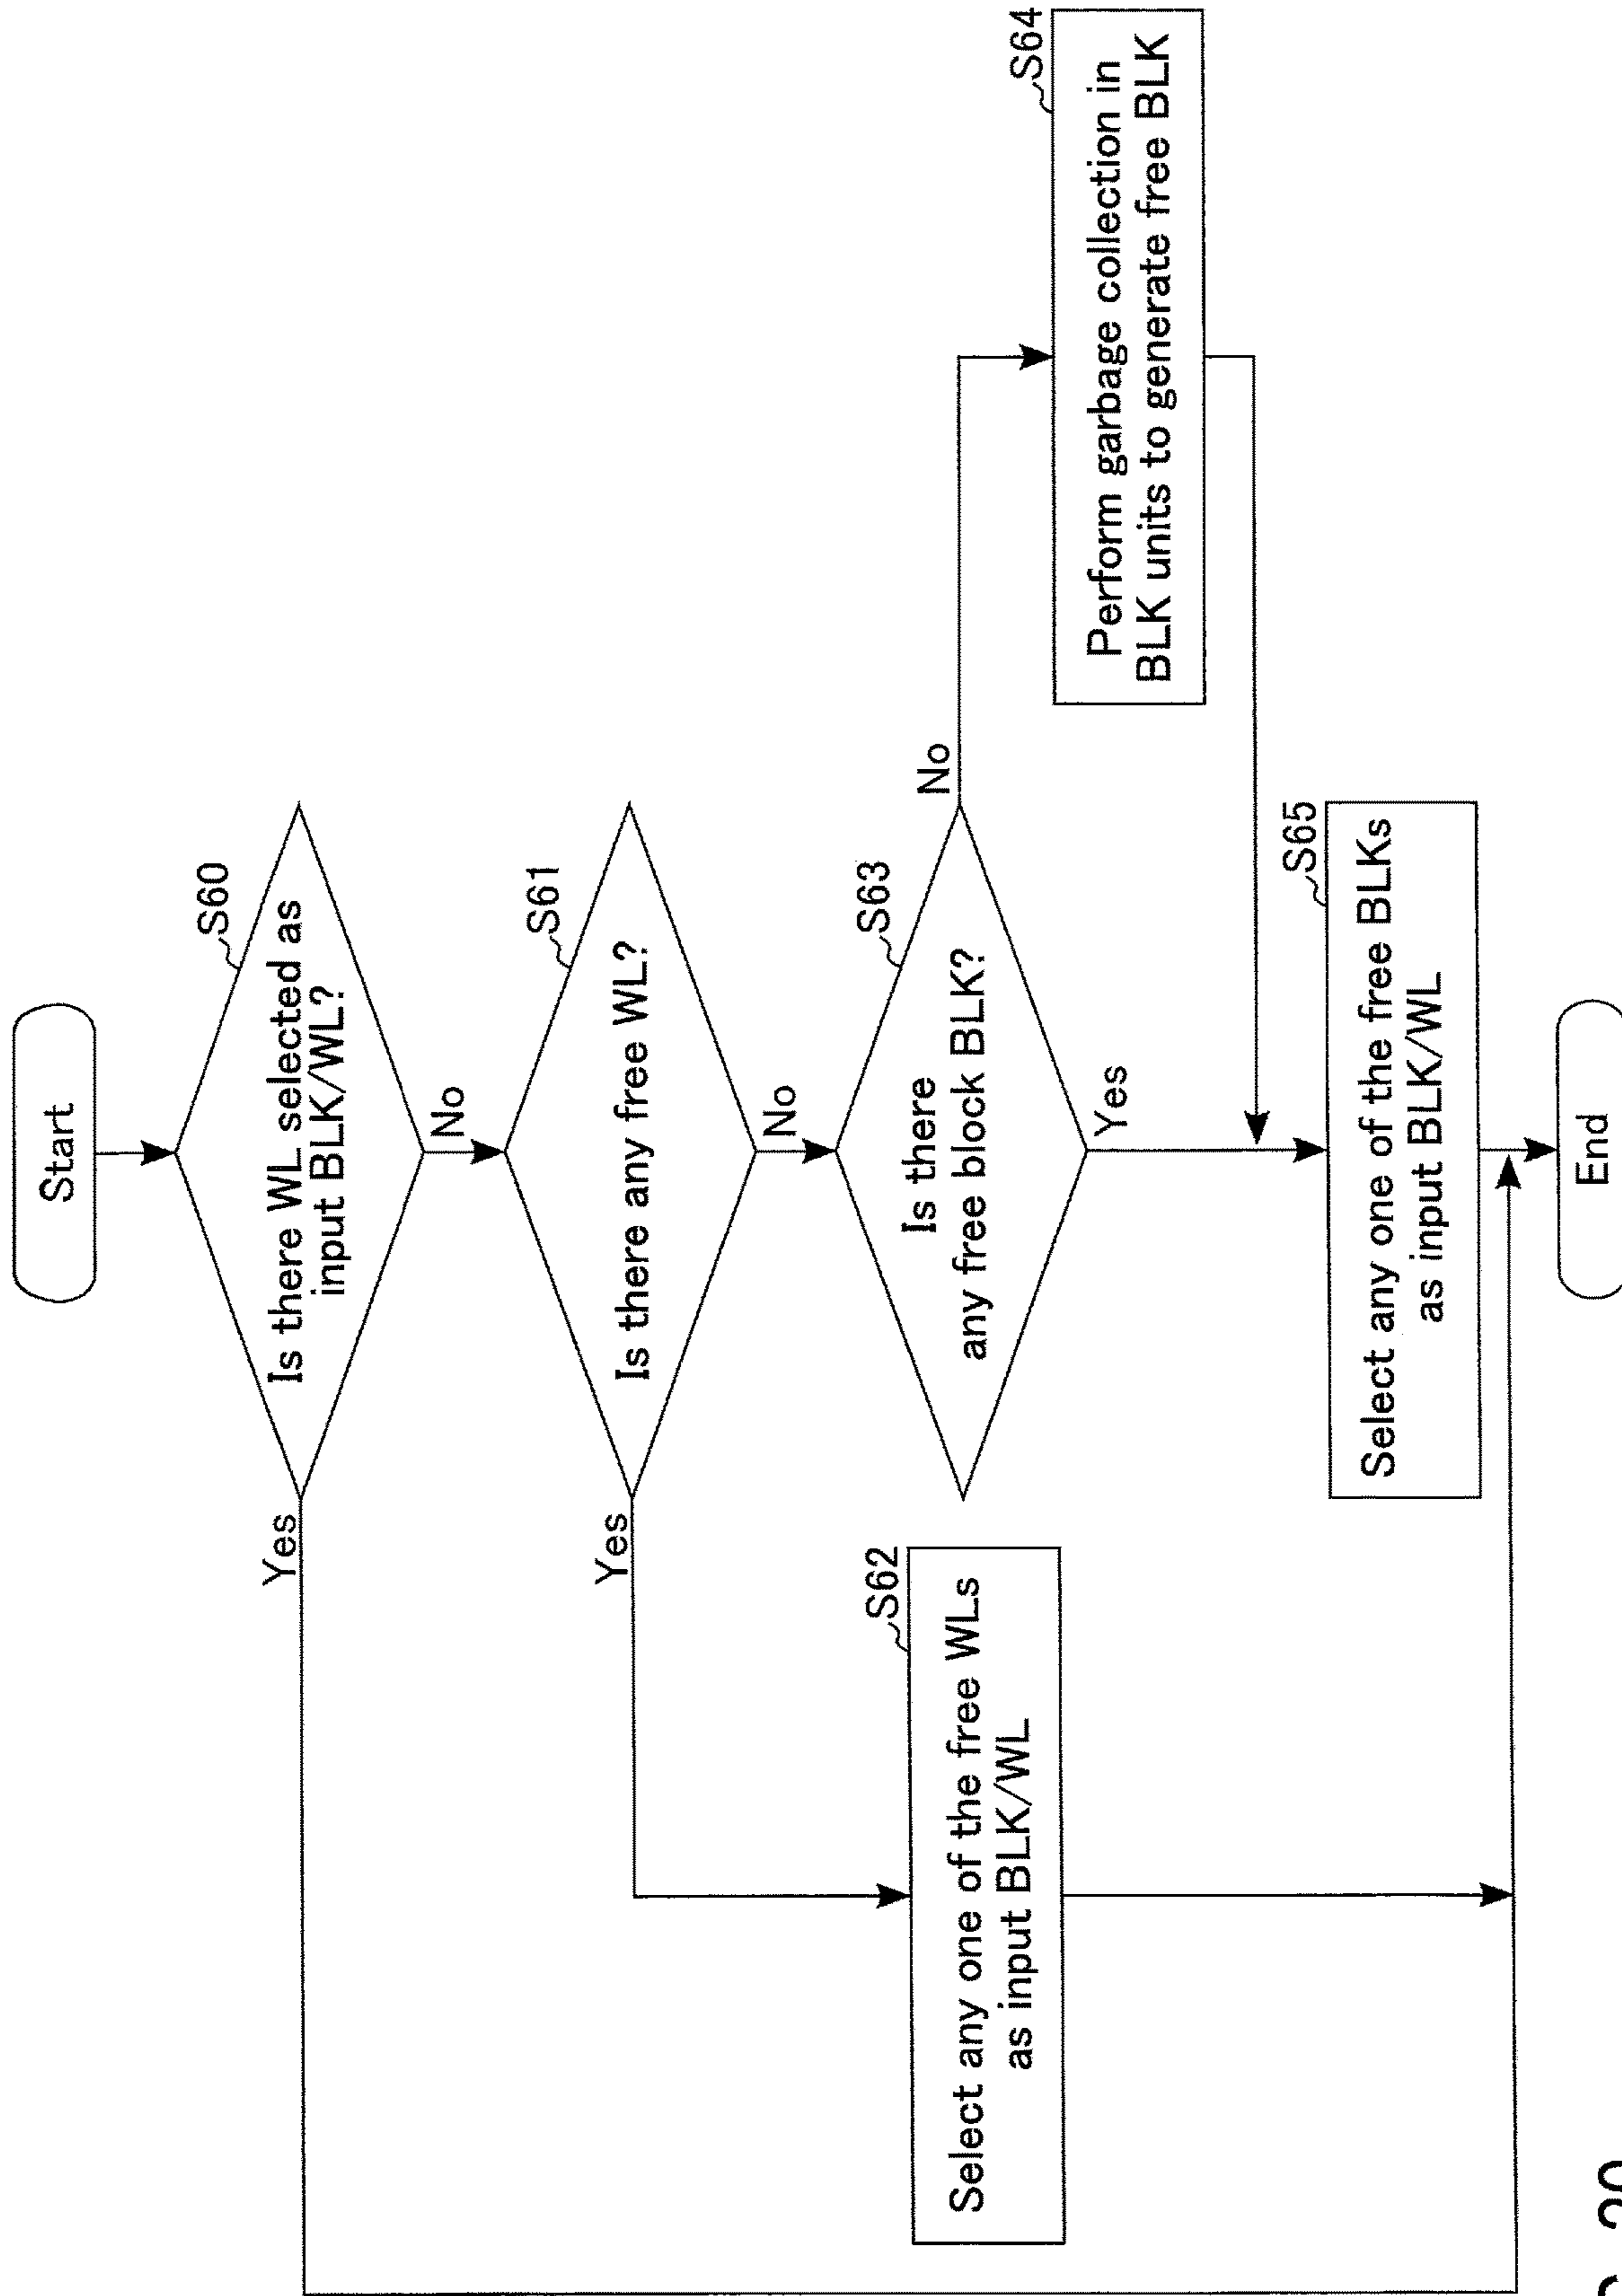 Start
S60
Is there WL selected as
input BLK/WL?
Yes
No
S61
Is there any free WL?
Yes
No
S62
Select any one of the free WLs
as input BLK/WL
S63
Is there
any free block BLK?
No
Yes
S64
Perform garbage collection in
BLK units to generate free BLK
S65
Select any one of the free BLKs
as input BLK/WL
End
20